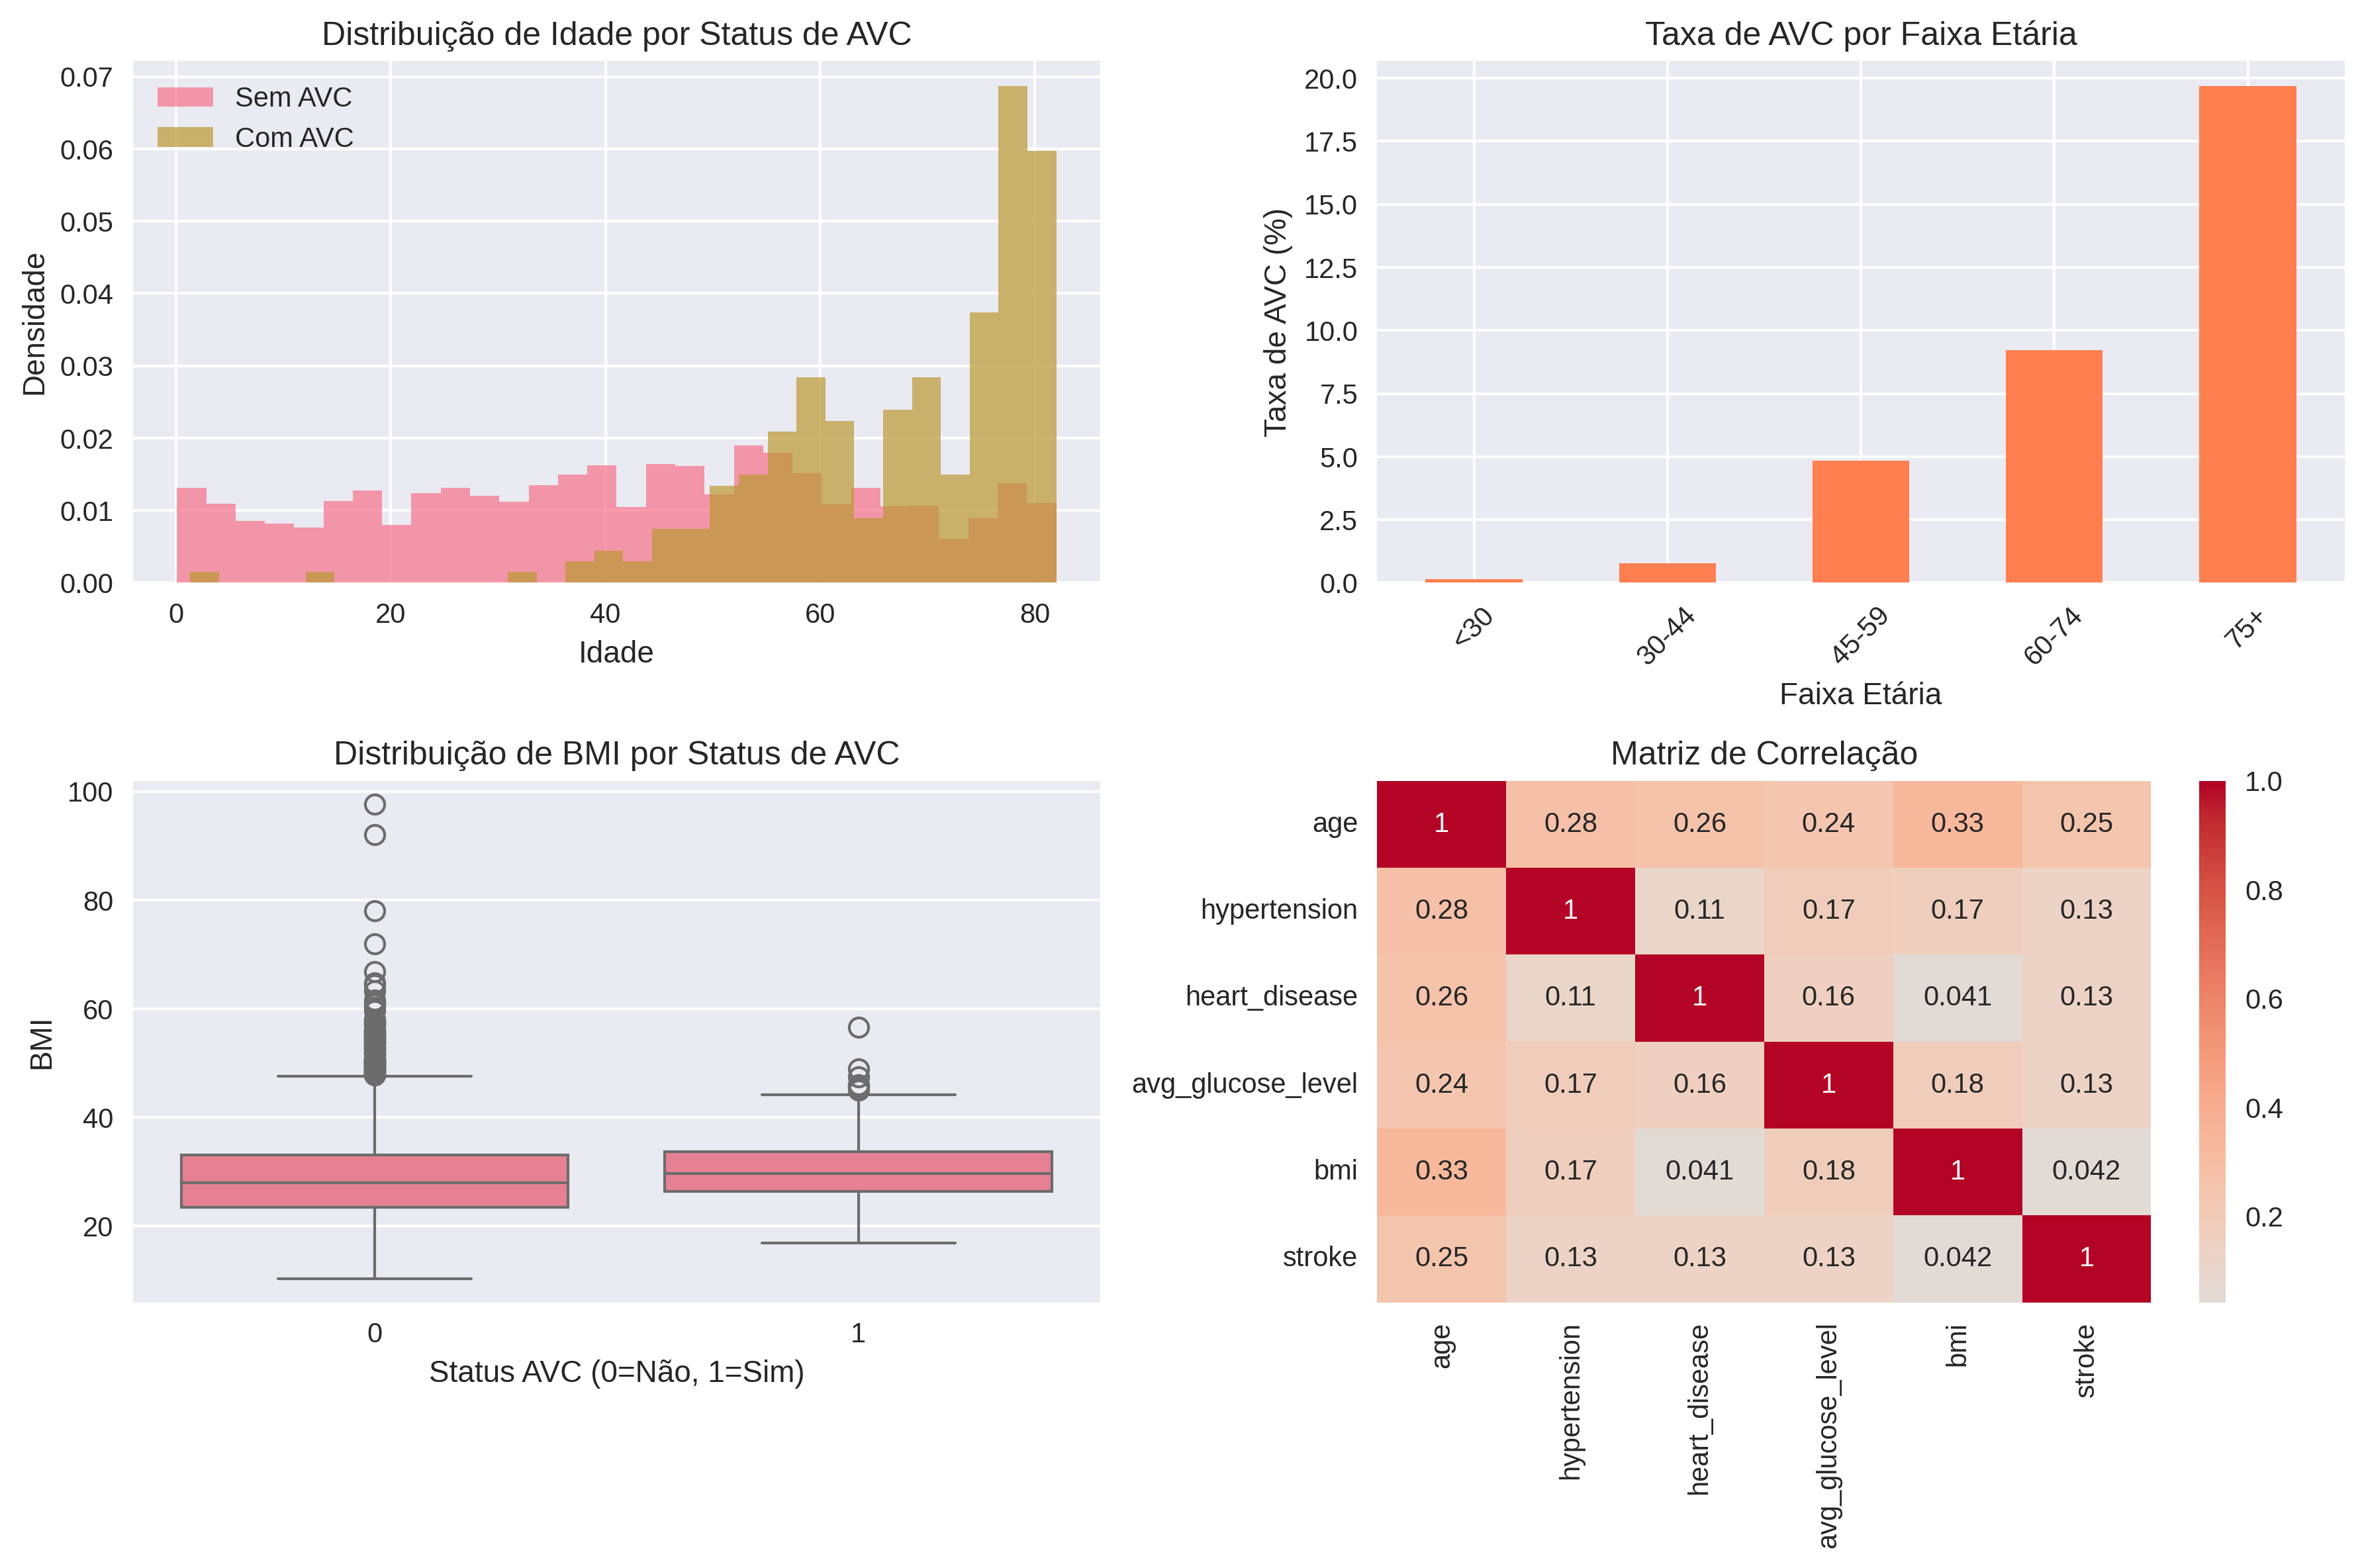 Distribuição de Idade por Status de AVC
0.07
0.06
0.05
0.04
0.03
0.02
0.01
0.00
Densidade
Sem AVC
Com AVC
0 20 40 60 80
Idade
Taxa de AVC por Faixa Etária
20.0
17.5
15.0
12.5
10.0
7.5
5.0
2.5
0.0
Taxa de AVC (%)
<30 30-44 45-59 60-74 75+
Faixa Etária
Distribuição de BMI por Status de AVC
100
80
60
40
20
BMI
0 1
Status AVC (0=Não, 1=Sim)
Matriz de Correlação
age 1 0.28 0.26 0.24 0.33 0.25
hypertension 0.28 1 0.11 0.17 0.17 0.13
heart_disease 0.26 0.11 1 0.16 0.041 0.13
avg_glucose_level 0.24 0.17 0.16 1 0.18 0.13
bmi 0.33 0.17 0.041 0.18 1 0.042
stroke 0.25 0.13 0.13 0.13 0.042 1
age hypertension heart_disease avg_glucose_level bmi stroke
1.0
0.8
0.6
0.4
0.2